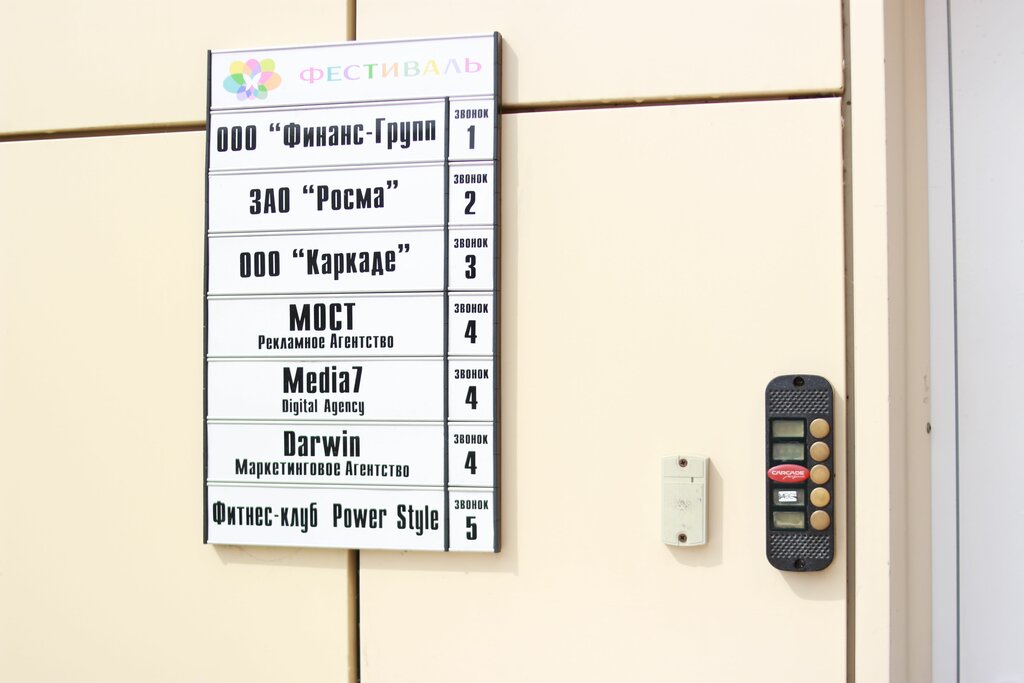 ФЕСТИВАЛЬ
ООО “Финанс-Групп
ЗВОНОК
1
ЗАО “Росма”
ЗВОНОК
2
ООО “Каркаде”
ЗВОНОК
3
МОСТ
Рекламное Агентство
ЗВОНОК
4
Media7
Digital Agency
ЗВОНОК
4
Darwin
Маркетинговое Агентство
ЗВОНОК
4
Фитнес-клуб Power Style
ЗВОНОК
5
CARCADE